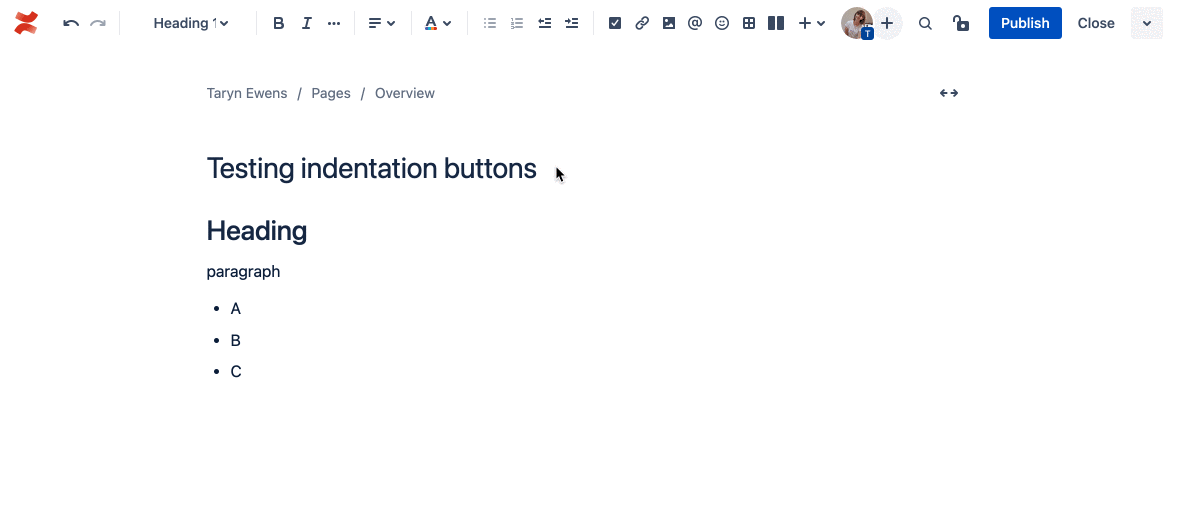 Heading 1
B I ... A
@
T
Publish Close
Taryn Ewens / Pages / Overview
Testing indentation buttons
Heading
paragraph
• A
• B
• C